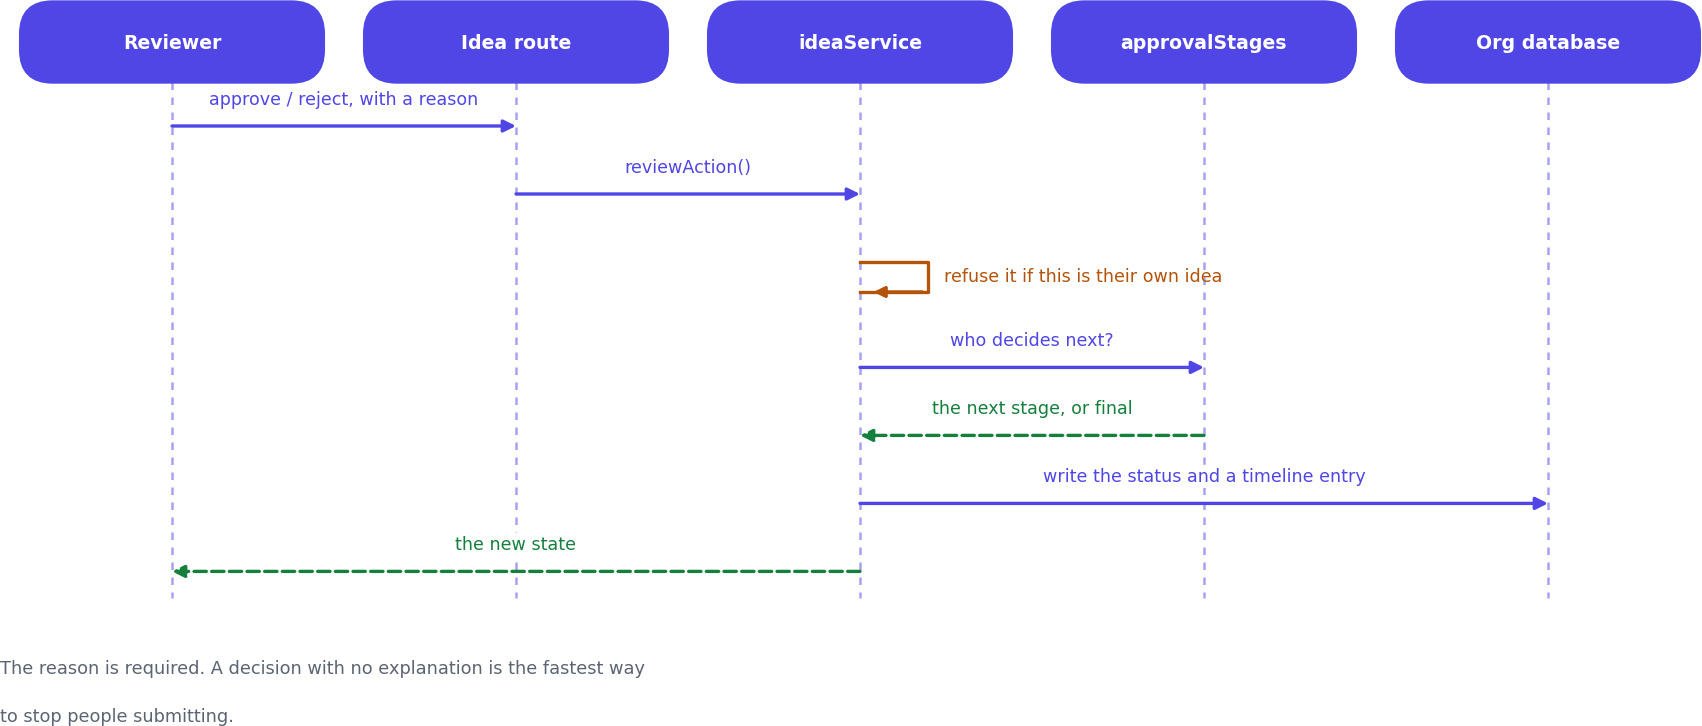 Reviewer
Idea route
ideaService
approvalStages
Org database
approve / reject, with a reason
reviewAction()
refuse it if this is their own idea
who decides next?
the next stage, or final
write the status and a timeline entry
the new state
The reason is required. A decision with no explanation is the fastest way
to stop people submitting.